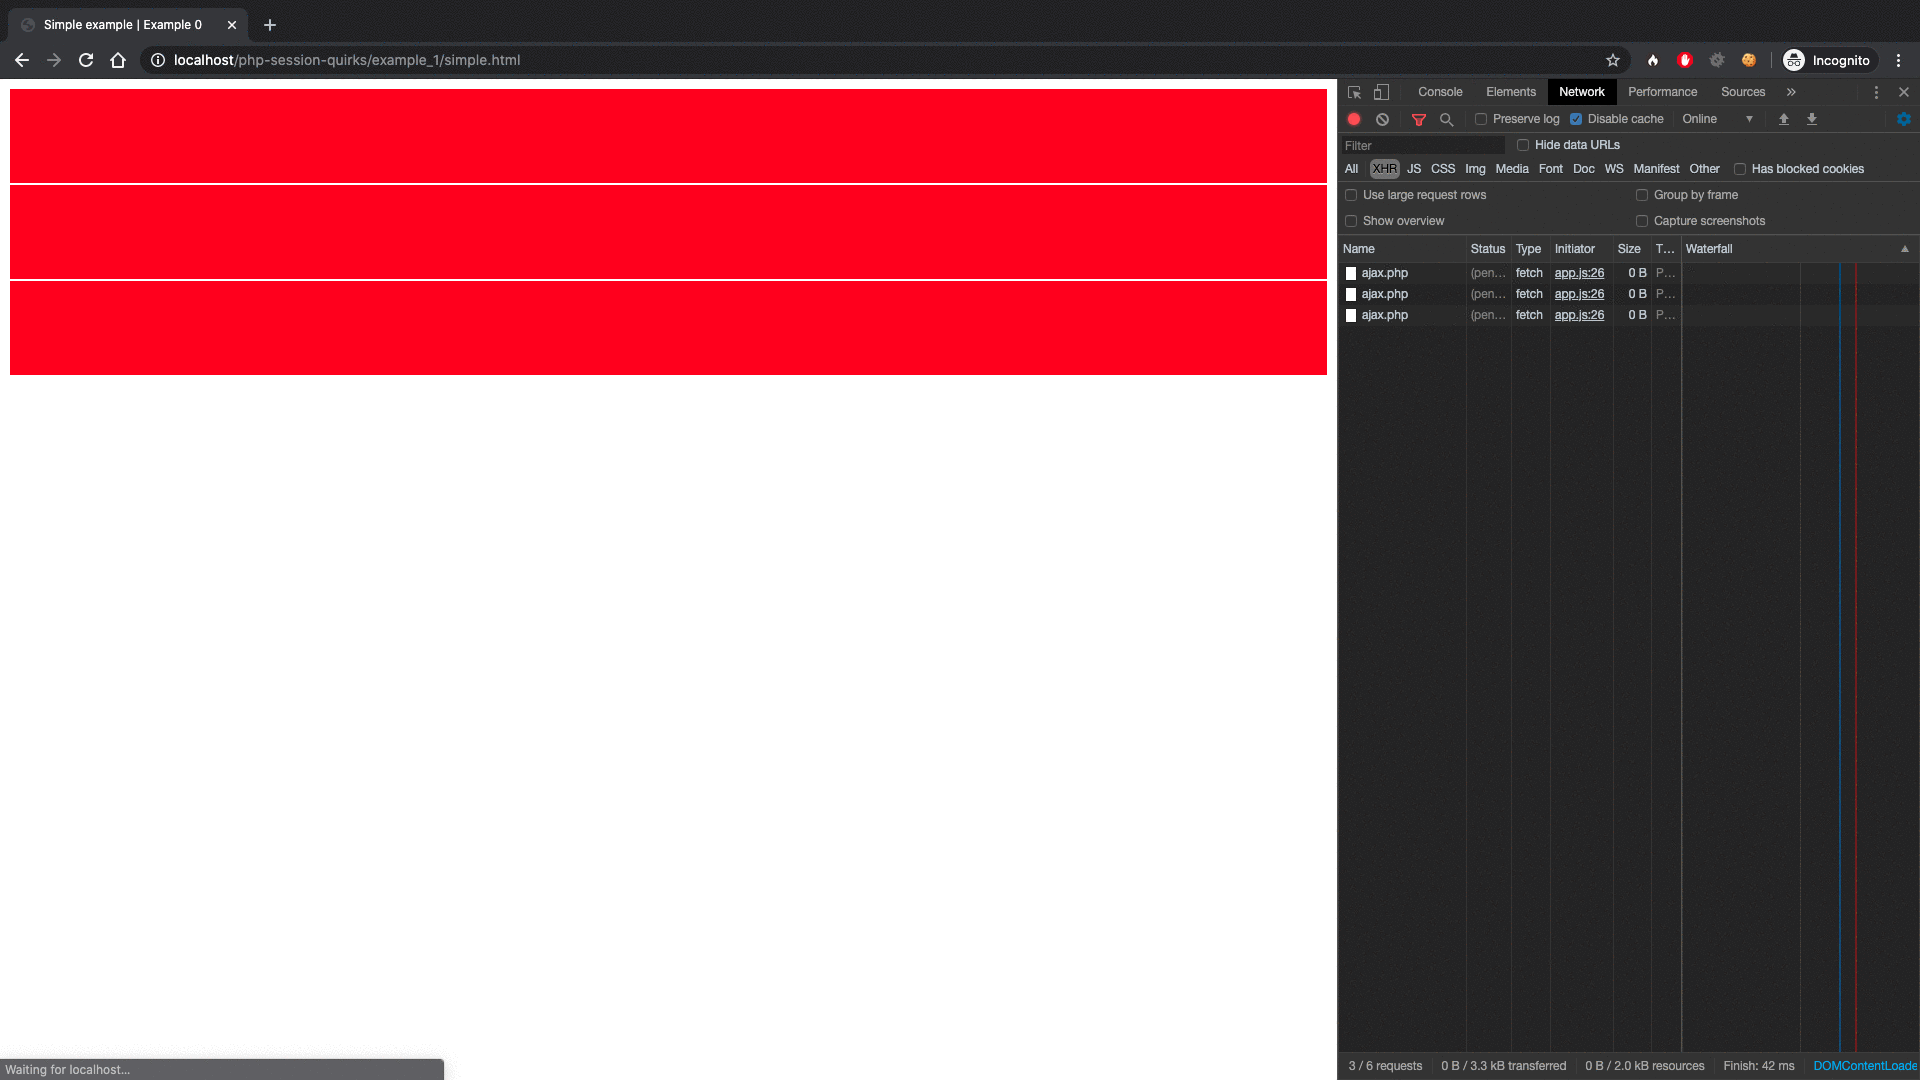 Simple example | Example 0
localhost/php-session-quirks/example_1/simple.html
Incognito
Console Elements Network Performance Sources
Preserve log Disable cache Online
Filter Hide data URLs
All XHR JS CSS Img Media Font Doc WS Manifest Other Has blocked cookies
Use large request rows Group by frame
Show overview Capture screenshots
Name Status Type Initiator Size T... Waterfall
ajax.php (pen... fetch app.js:26 0 B P...
ajax.php (pen... fetch app.js:26 0 B P...
ajax.php (pen... fetch app.js:26 0 B P...
Waiting for localhost...
3 / 6 requests 0 B / 3.3 kB transferred 0 B / 2.0 kB resources Finish: 42 ms DOMContentLoade